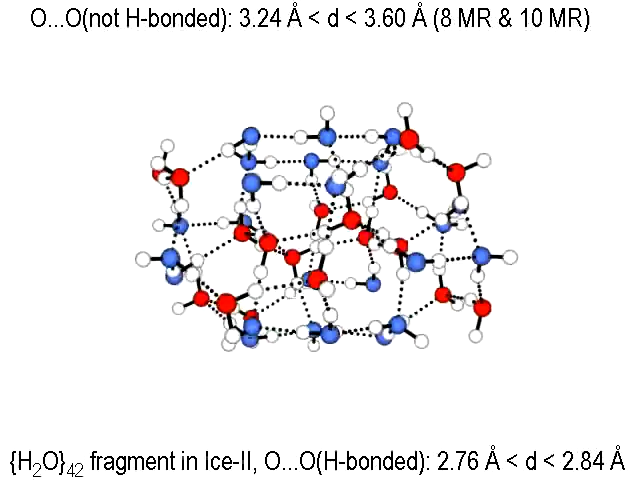 O...O(not H-bonded): 3.24 Å < d < 3.60 Å (8 MR & 10 MR)
{H₂O}₄₂ fragment in Ice-II, O...O(H-bonded): 2.76 Å < d < 2.84 Å